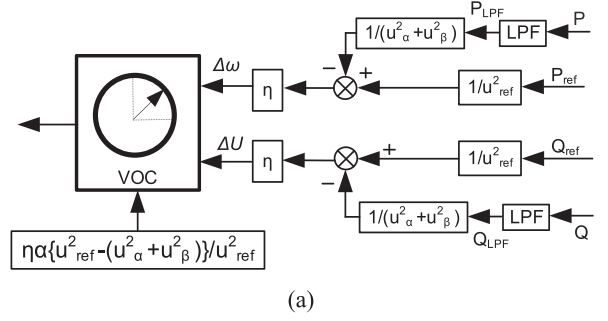 P_LPF P
1/(u²_α+u²_β) LPF
Δω − + P_ref
η 1/u²_ref
ΔU + Q_ref
η 1/u²_ref
VOC −
1/(u²_α+u²_β) LPF
Q_LPF Q
ηα{u²_ref-(u²_α+u²_β)}/u²_ref
(a)